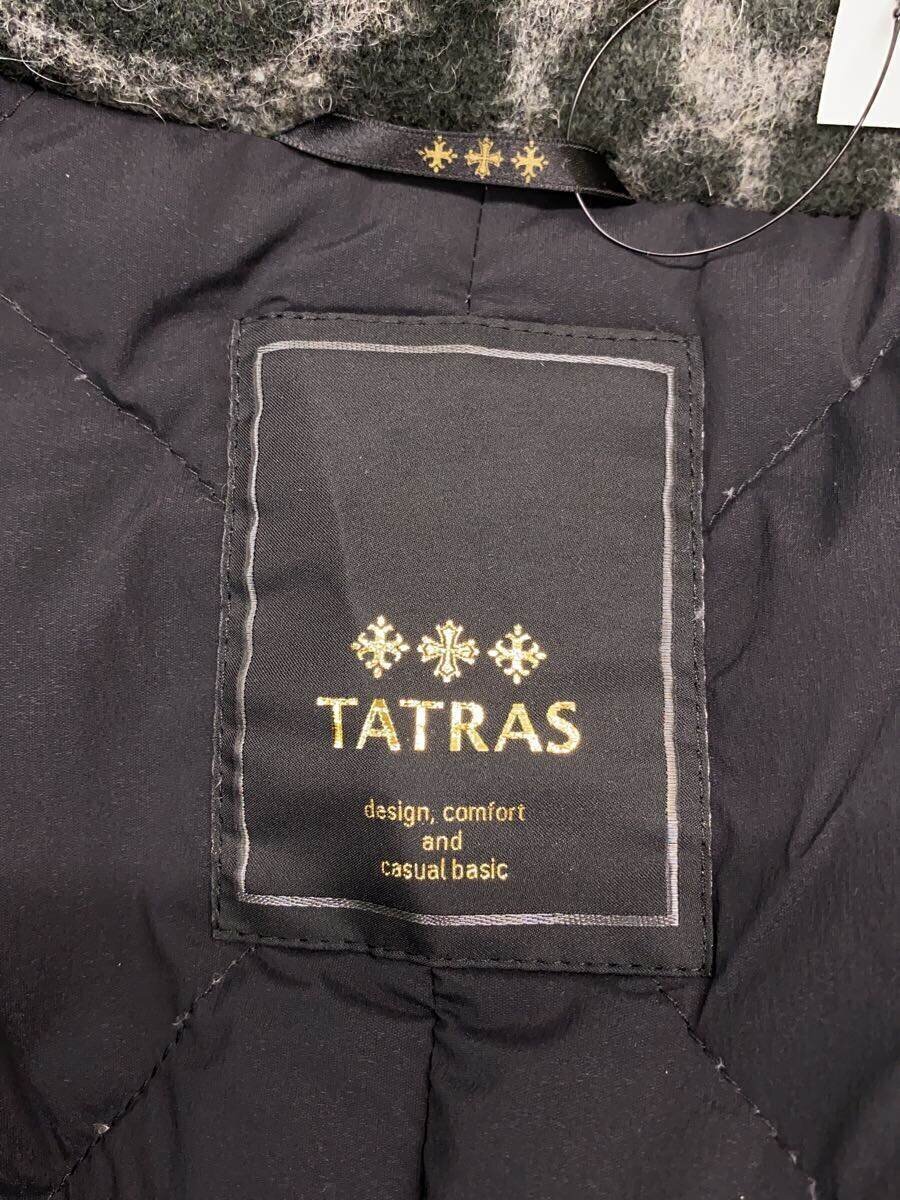 TATRAS
design, comfort
and
casual basic